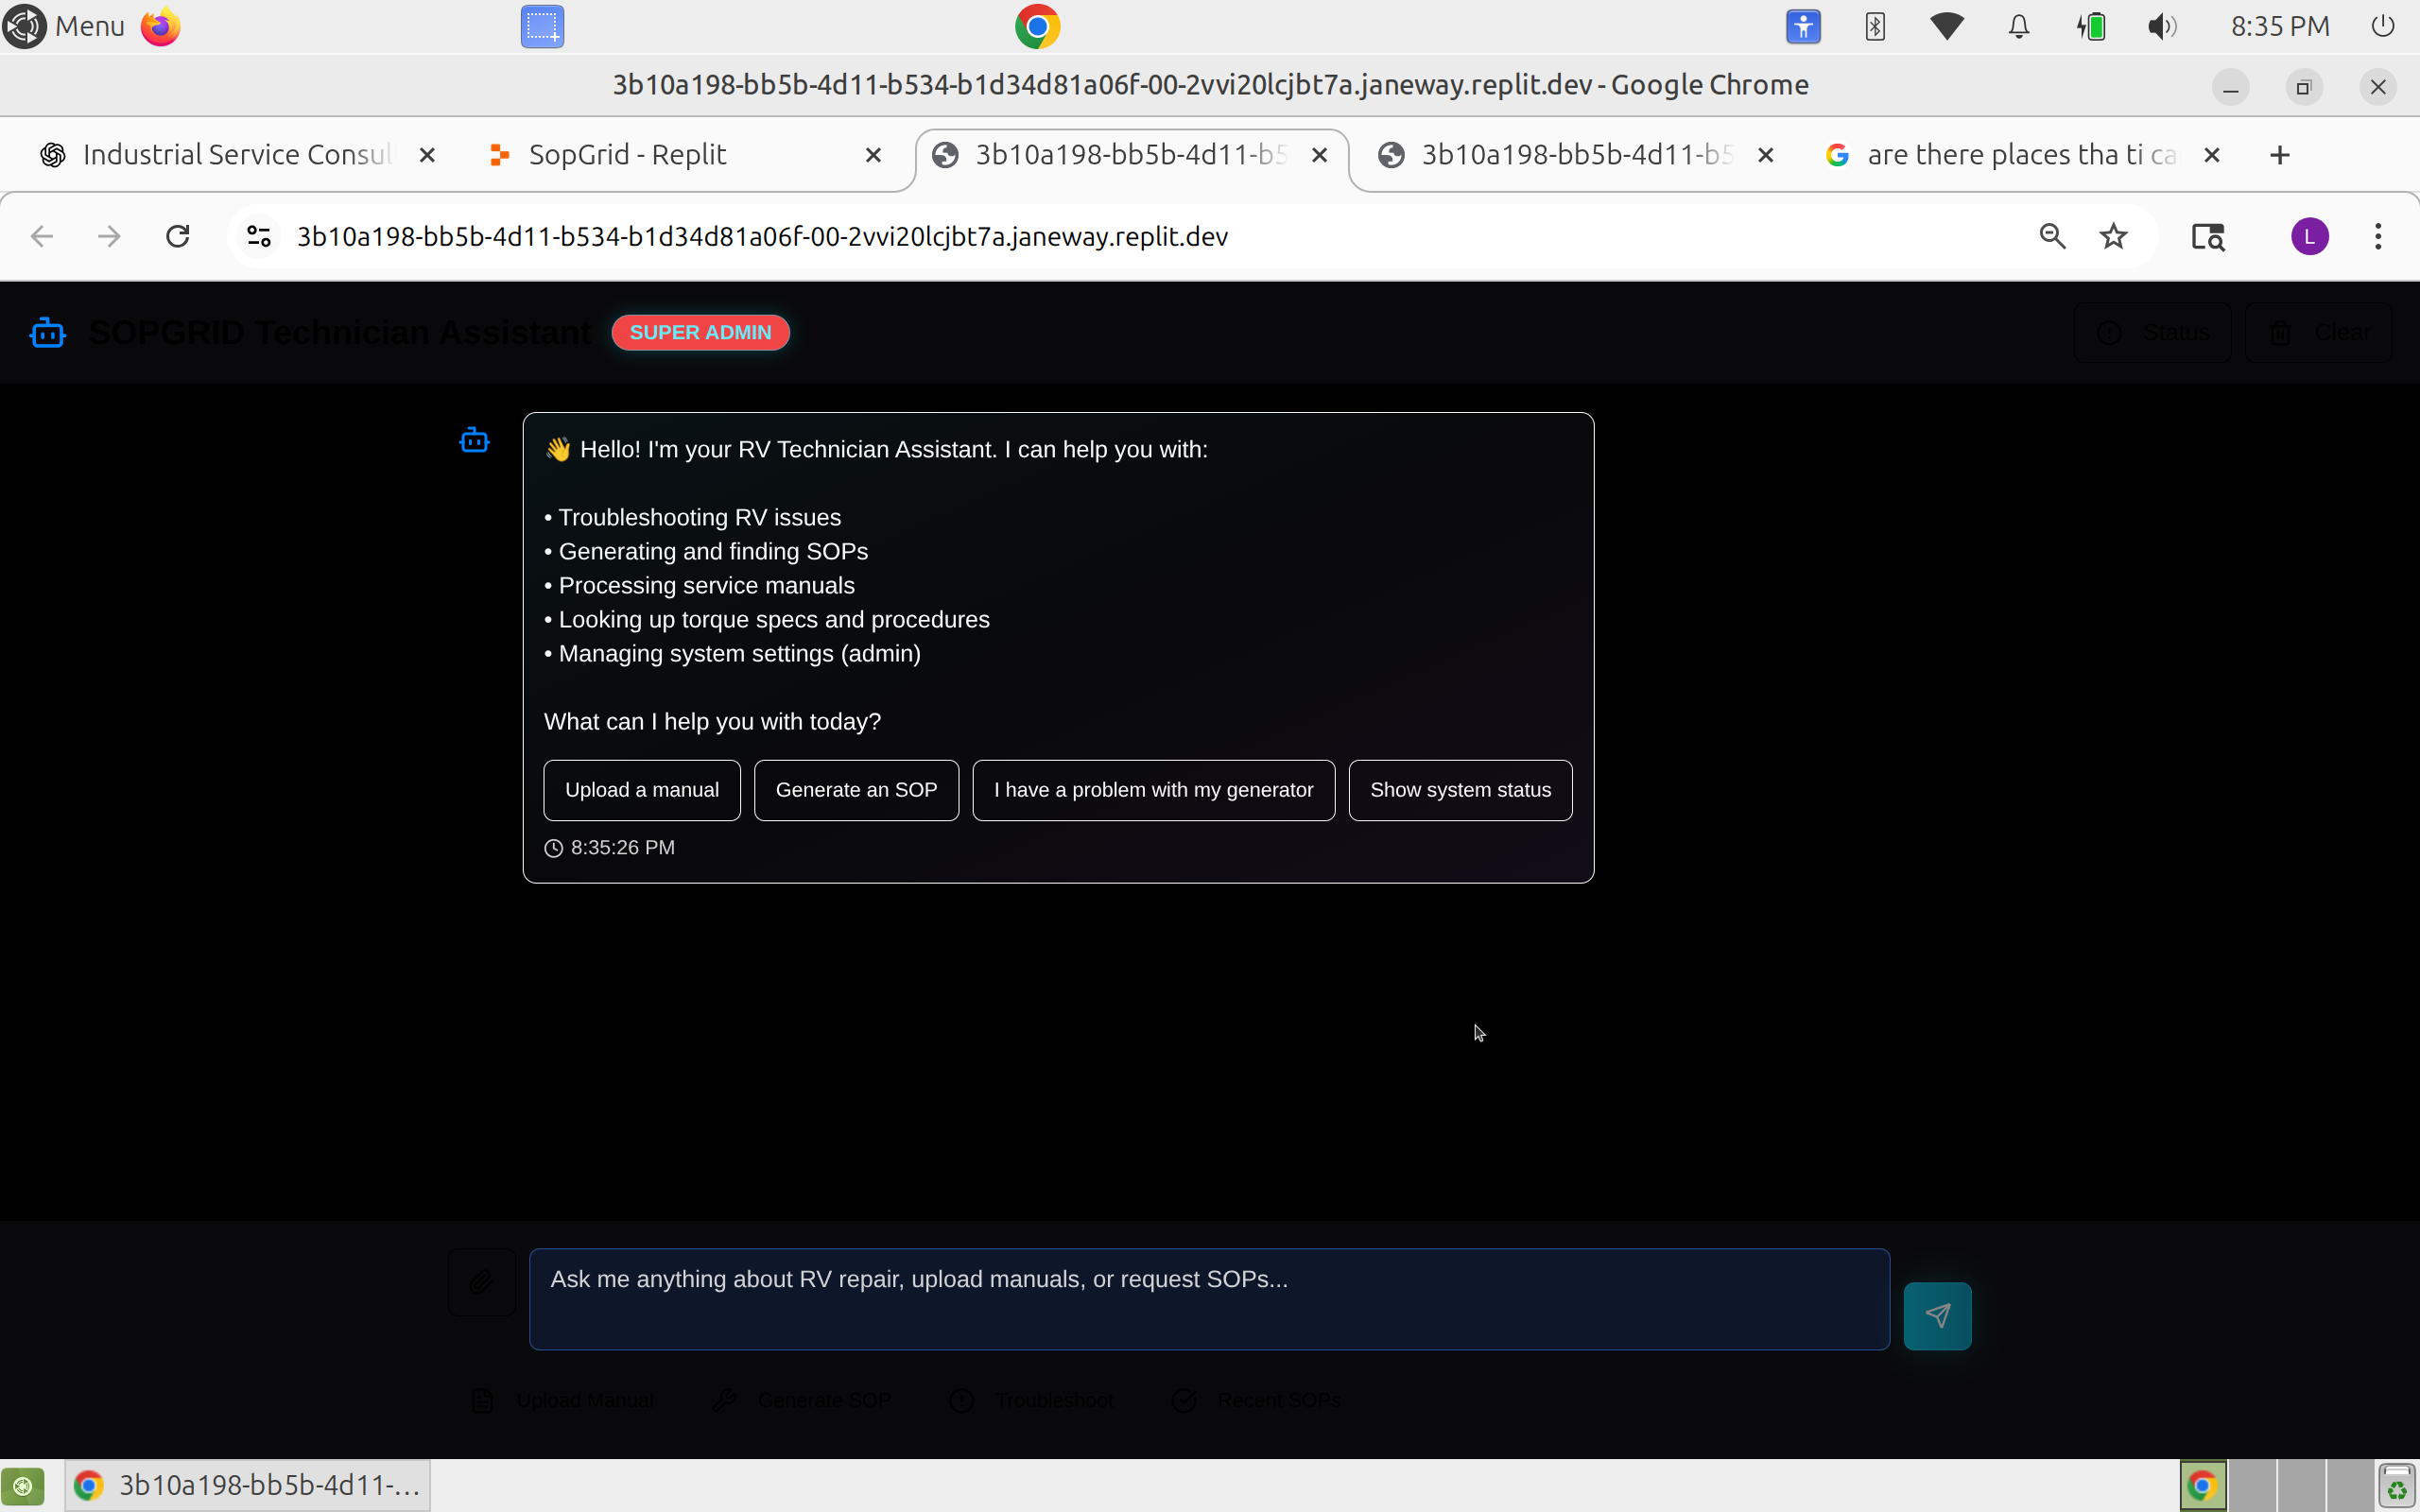 Menu
8:35 PM
3b10a198-bb5b-4d11-b534-b1d34d81a06f-00-2vvi20lcjbt7a.janeway.replit.dev - Google Chrome
Industrial Service Consul
SopGrid - Replit
3b10a198-bb5b-4d11-b5
3b10a198-bb5b-4d11-b5
are there places tha ti ca
3b10a198-bb5b-4d11-b534-b1d34d81a06f-00-2vvi20lcjbt7a.janeway.replit.dev
L
SOPGRID Technician Assistant
SUPER ADMIN
Status
Clear
👋 Hello! I'm your RV Technician Assistant. I can help you with:
• Troubleshooting RV issues
• Generating and finding SOPs
• Processing service manuals
• Looking up torque specs and procedures
• Managing system settings (admin)
What can I help you with today?
Upload a manual
Generate an SOP
I have a problem with my generator
Show system status
8:35:26 PM
Ask me anything about RV repair, upload manuals, or request SOPs...
Upload Manual
Generate SOP
Troubleshoot
Recent SOPs
3b10a198-bb5b-4d11-...